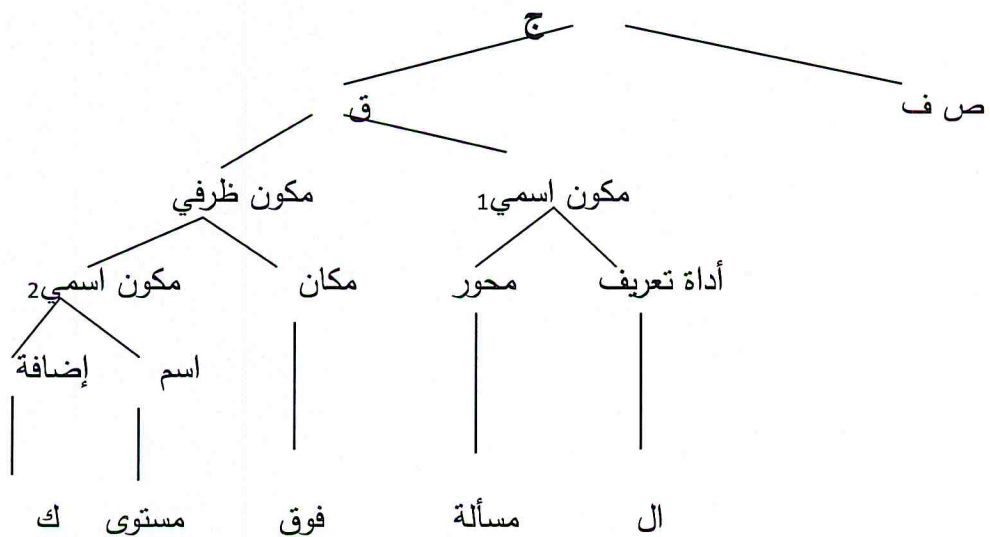 ج
ص ف ق
مكون اسمي1 مكون ظرفي
أداة تعريف محور مكان مكون اسمي2
اسم إضافة
ال مسألة فوق مستوى ك